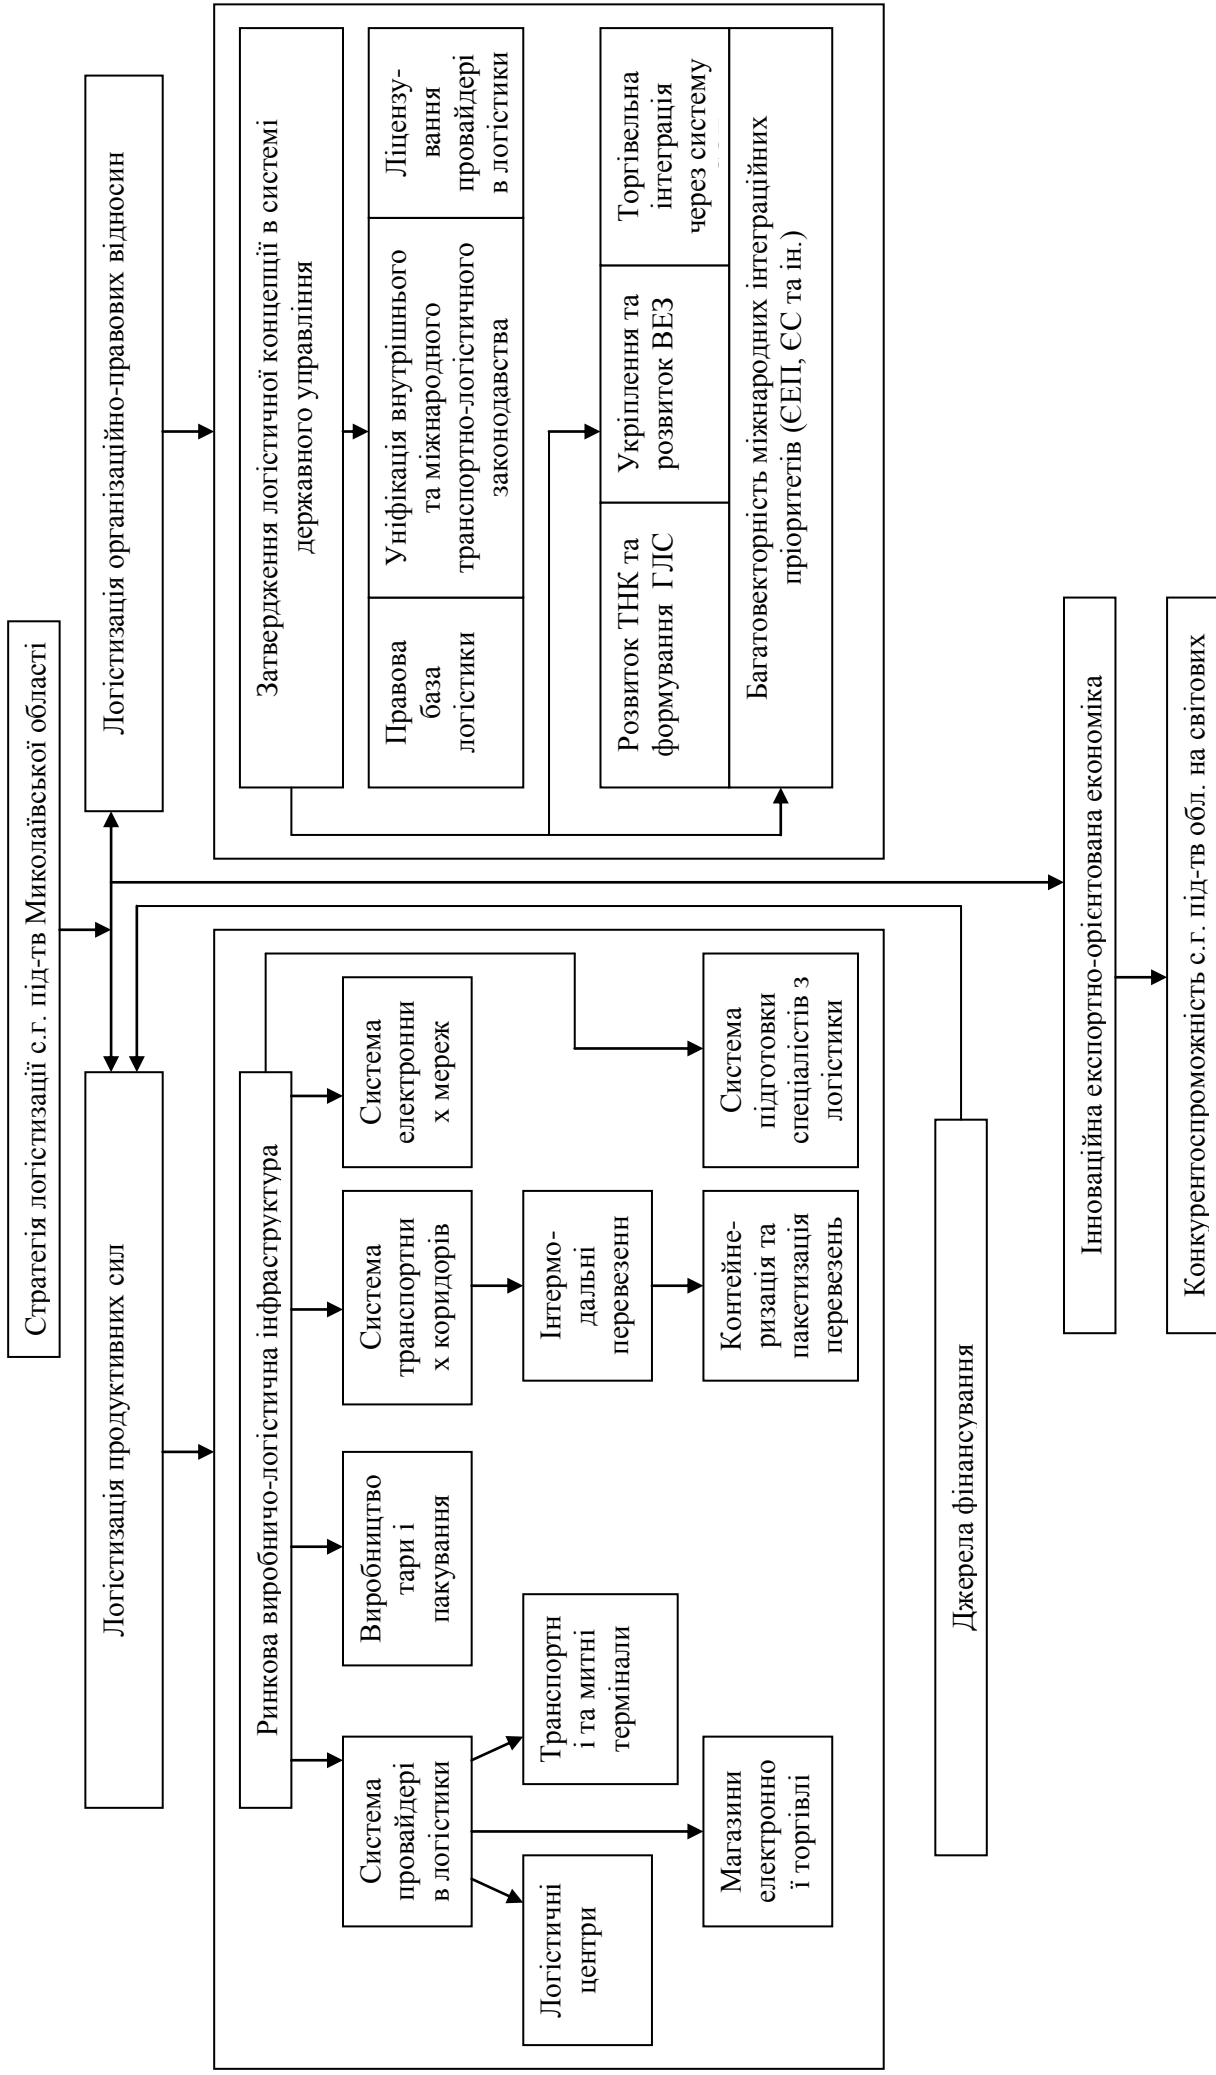 Стратегія логістизації с.г. під-тв Миколаївської області
Логістизація продуктивних сил
Логістизація організаційно-правових відносин
Ринкова виробничо-логістична інфраструктура
Система
провайдері
в логістики
Виробництво
тари і
пакування
Система
транспортни
х коридорів
Система
електронни
х мереж
Логістичні
центри
Транспортн
і та митні
термінали
Інтермо-
дальні
перевезенн
Магазини
електронно
ї торгівлі
Контейне-
ризація та
пакетизація
перевезень
Система
підготовки
спеціалістів з
логістики
Затвердження логістичної концепції в системі
державного управління
Правова
база
логістики
Уніфікація внутрішнього
та міжнародного
транспортно-логістичного
законодавства
Ліцензу-
вання
провайдері
в логістики
Розвиток ТНК та
формування ГЛС
Укріплення та
розвиток ВЕЗ
Торгівельна
інтеграція
через систему
Багатовекторність міжнародних інтеграційних
пріоритетів (ЄЕП, ЄС та ін.)
Джерела фінансування
Інноваційна експортно-орієнтована економіка
Конкурентоспроможність с.г. під-тв обл. на світових